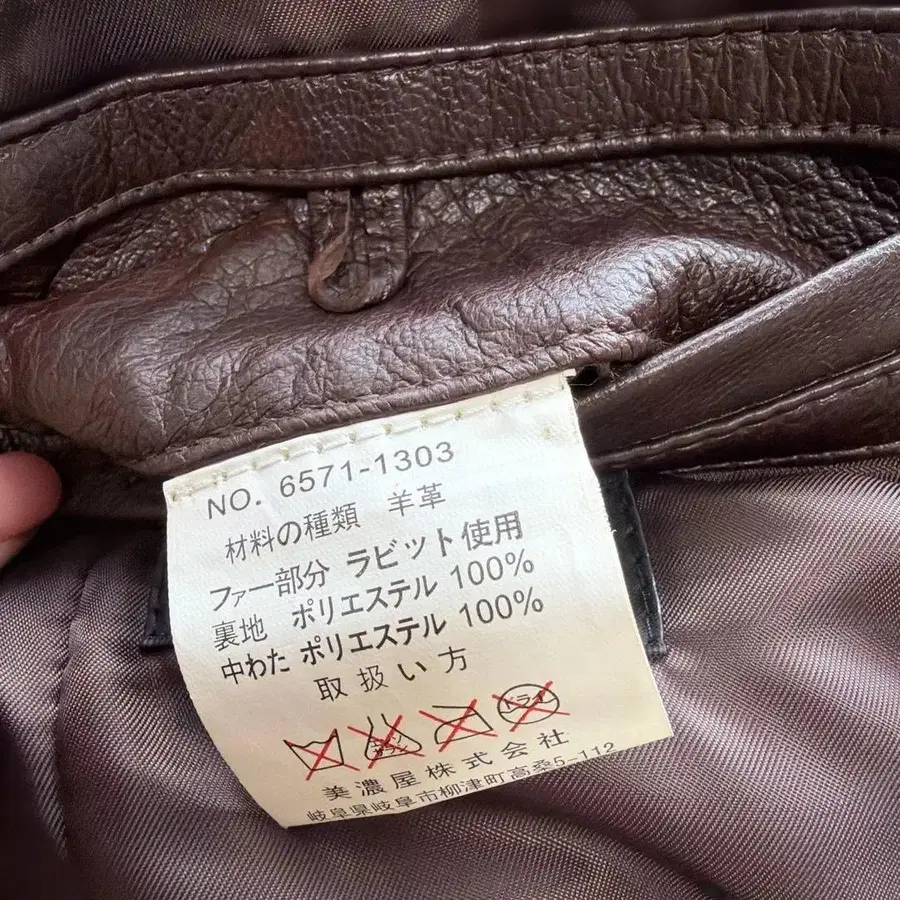 NO. 6571-1303
材料の種類 羊革
ファー部分 ラビット使用
裏地 ポリエステル 100%
中わた ポリエステル 100%
取扱い方
ドライ
美濃屋株式会社
岐阜県岐阜市柳津町高桑5-112